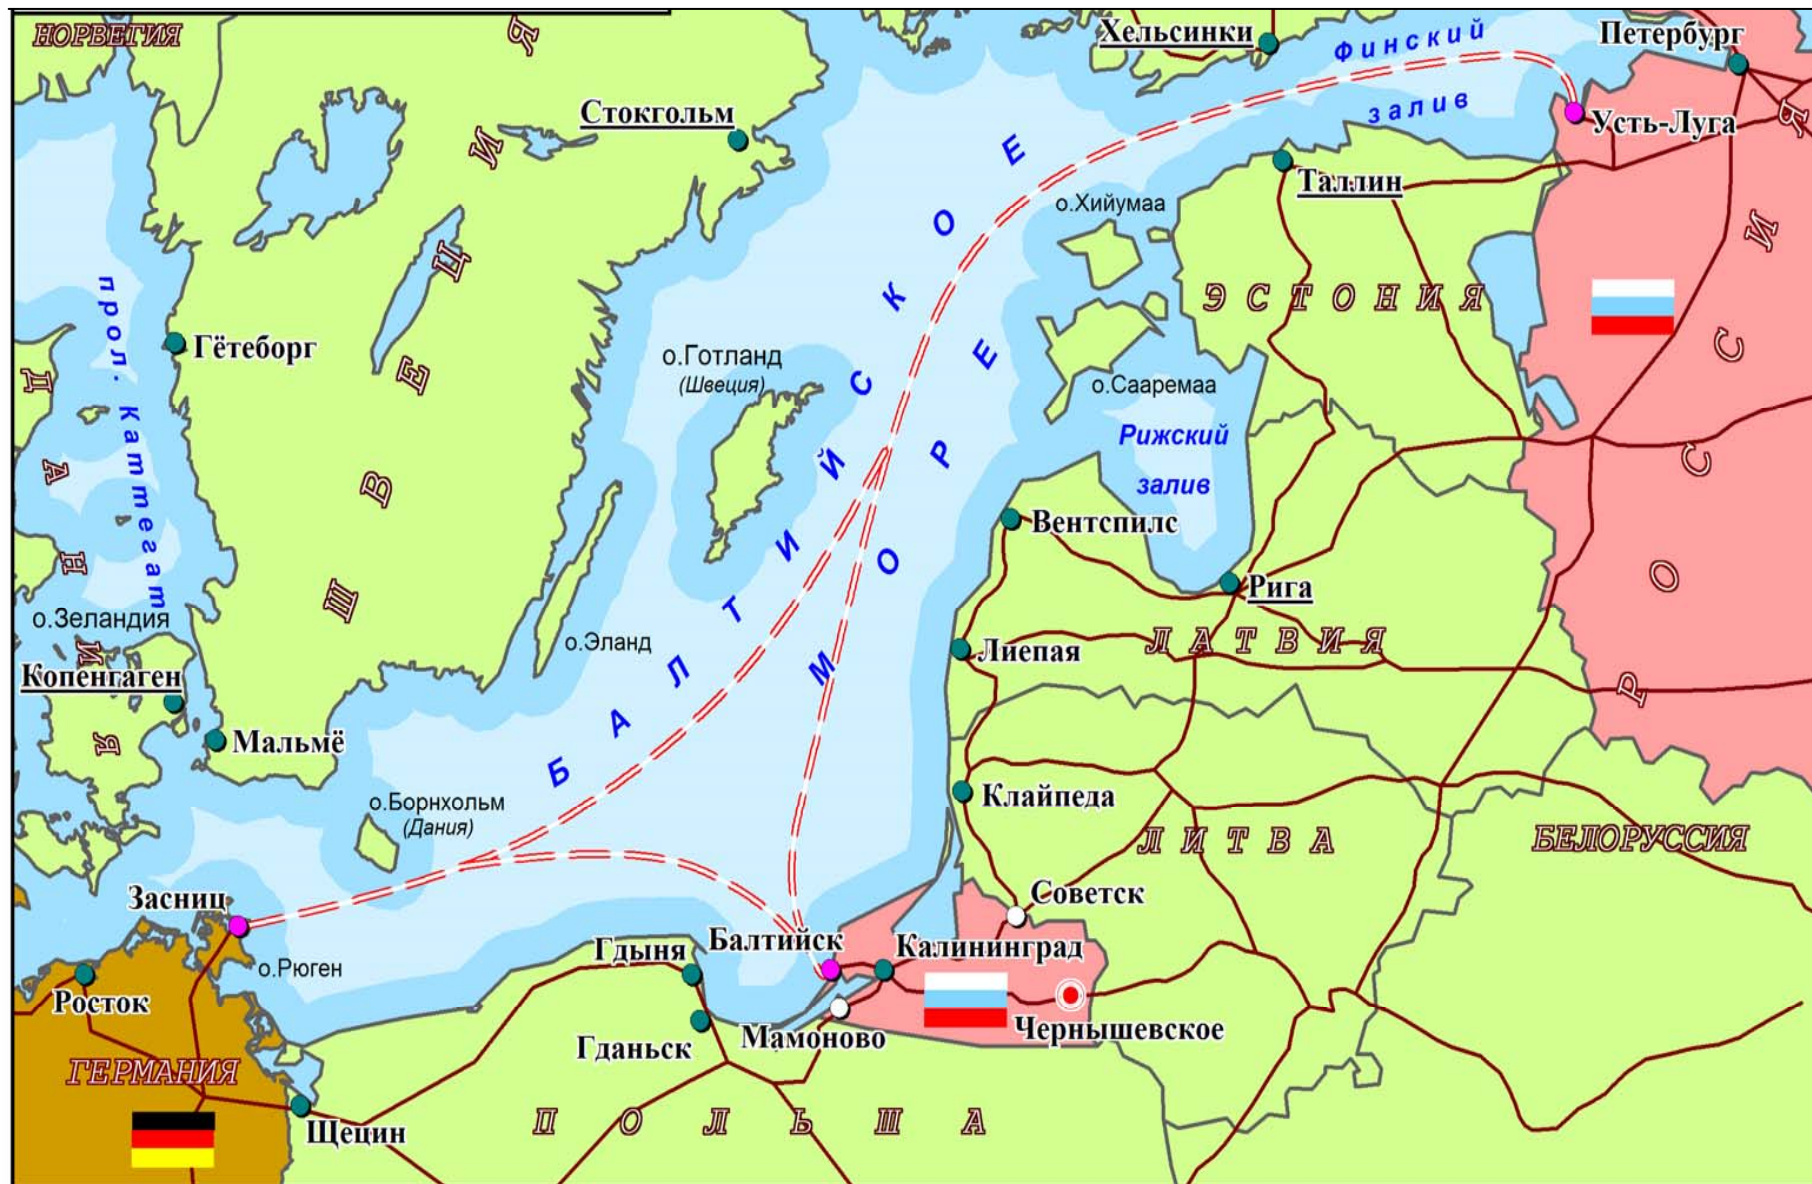 НОРВЕГИЯ
Хельсинки
Финский
залив
Петербург
Усть-Луга
Стокгольм
Таллин
о.Хийумаа
ШВЕЦИЯ
РОССИЯ
ЭСТОНИЯ
прол. Каттегат
Гётеборг
о.Готланд
(Швеция)
о.Сааремаа
Рижский
залив
БАЛТИЙСКОЕ
МОРЕ
ДАНИЯ
Вентспилс
Рига
о.Зеландия
о.Эланд
Лиепая
ЛАТВИЯ
Копенгаген
Мальмё
Клайпеда
о.Борнхольм
(Дания)
ЛИТВА
БЕЛОРУССИЯ
Засниц
Советск
Гдыня
Балтийск
Калининград
о.Рюген
Росток
Гданьск
Мамоново
Чернышевское
ГЕРМАНИЯ
Щецин
ПОЛЬША